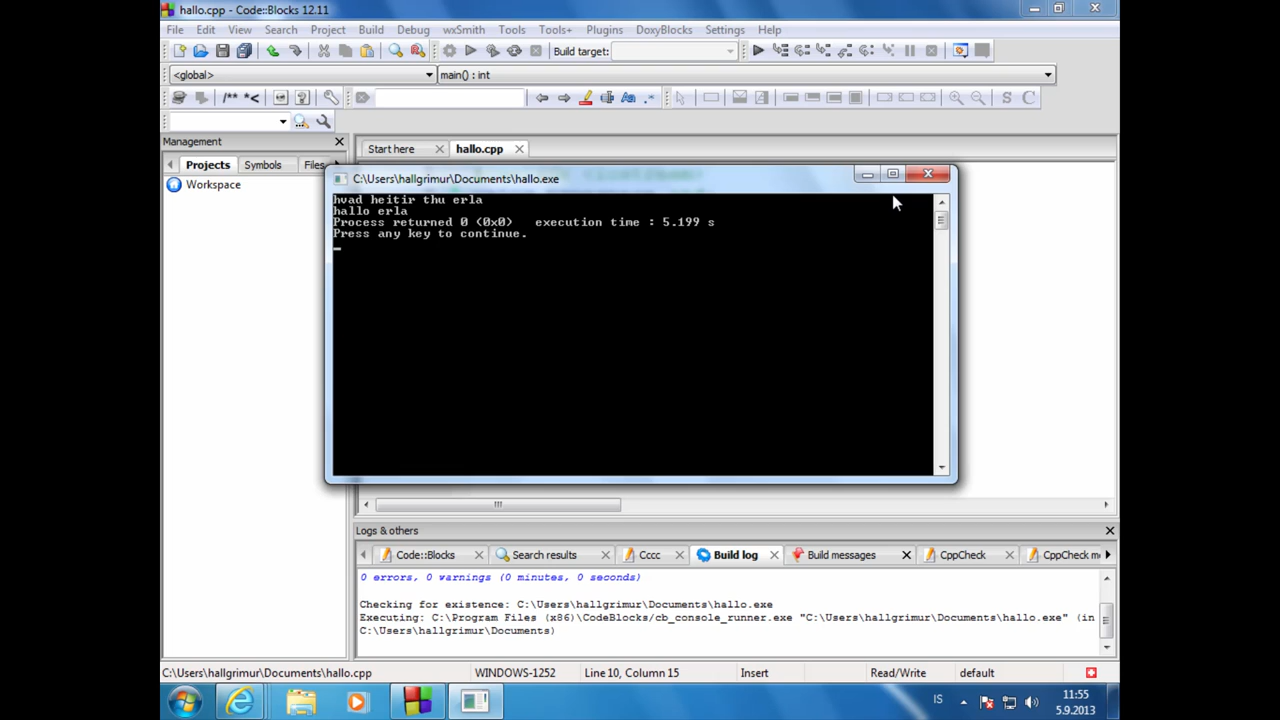 hallo.cpp - Code::Blocks 12.11
File Edit View Search Project Build Debug wxSmith Tools Tools+ Plugins DoxyBlocks Settings Help
Build target:
<global> main() : int
/** *<
Aa .*
S C
Management
Projects Symbols Files
Workspace
Start here hallo.cpp
C:\Users\hallgrimur\Documents\hallo.exe
hvad heitir thu erla
hallo erla
Process returned 0 (0x0) execution time : 5.199 s
Press any key to continue.
Logs & others
Code::Blocks Search results Cccc Build log Build messages CppCheck CppCheck me
0 errors, 0 warnings (0 minutes, 0 seconds)
Checking for existence: C:\Users\hallgrimur\Documents\hallo.exe
Executing: C:\Program Files (x86)\CodeBlocks/cb_console_runner.exe "C:\Users\hallgrimur\Documents\hallo.exe" (in
C:\Users\hallgrimur\Documents)
C:\Users\hallgrimur\Documents\hallo.cpp WINDOWS-1252 Line 10, Column 15 Insert Read/Write default
IS 11:55
5.9.2013